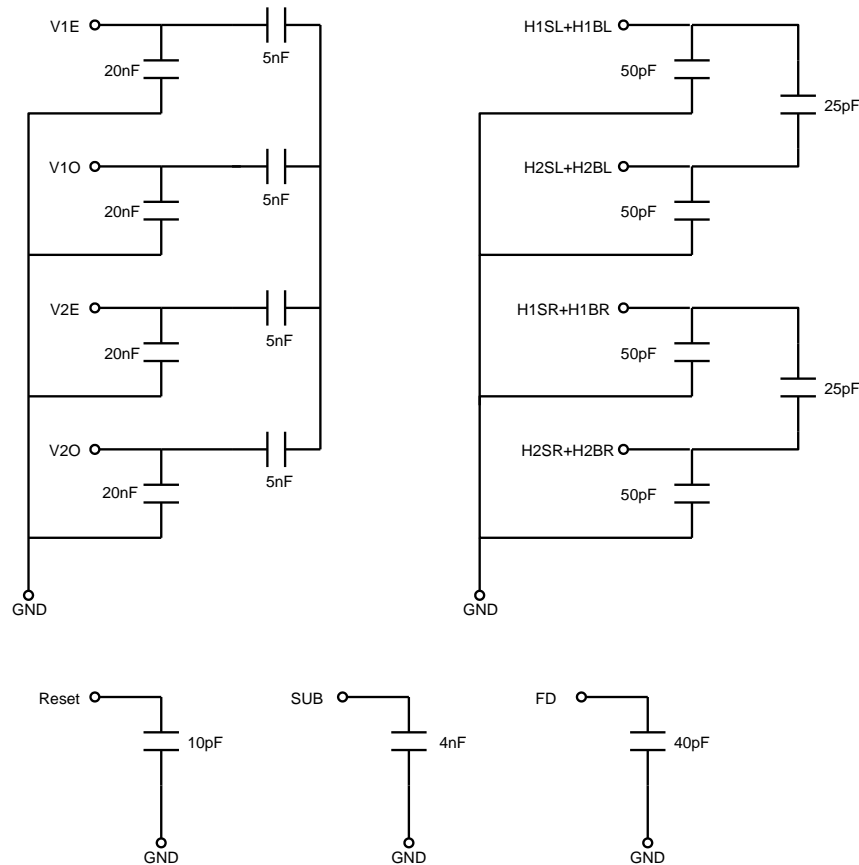 V1E
20nF
5nF
V1O
20nF
5nF
V2E
20nF
5nF
V2O
20nF
5nF
GND
H1SL+H1BL
50pF
25pF
H2SL+H2BL
50pF
H1SR+H1BR
50pF
25pF
H2SR+H2BR
50pF
GND
Reset
10pF
GND
SUB
4nF
GND
FD
40pF
GND